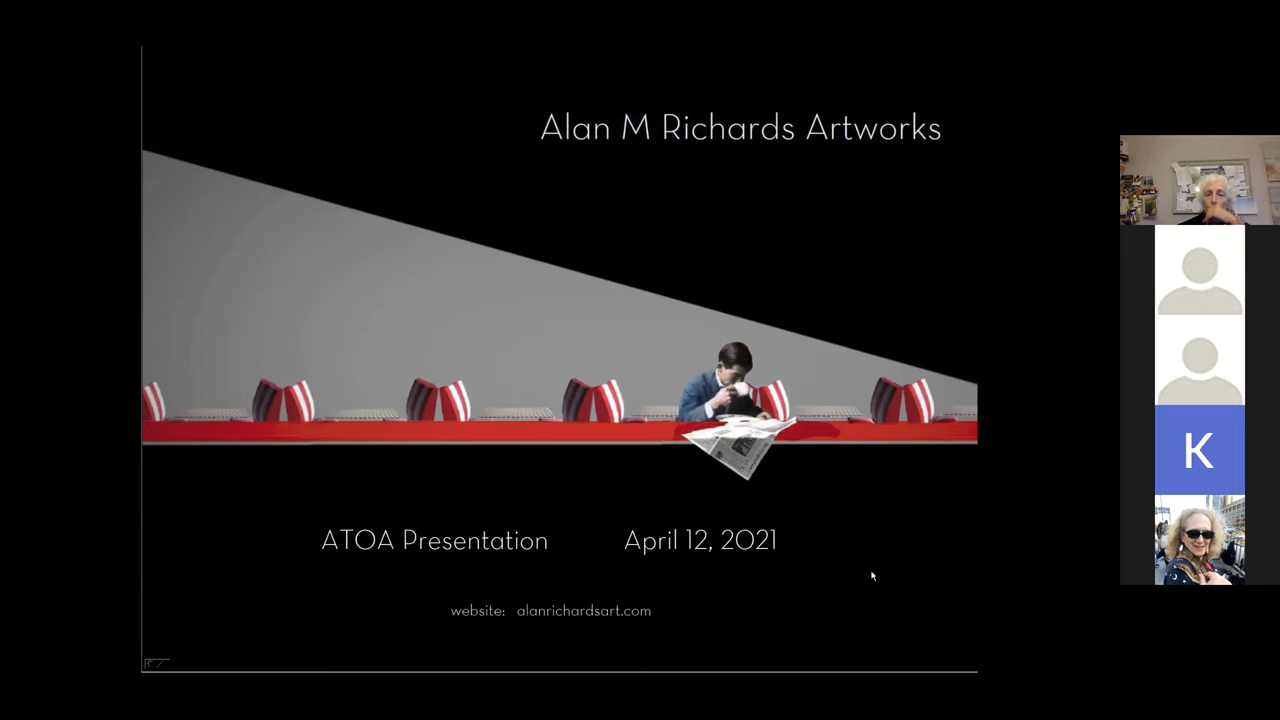 Alan M Richards Artworks
ATOA Presentation April 12, 2021
website: alanrichardsart.com
K